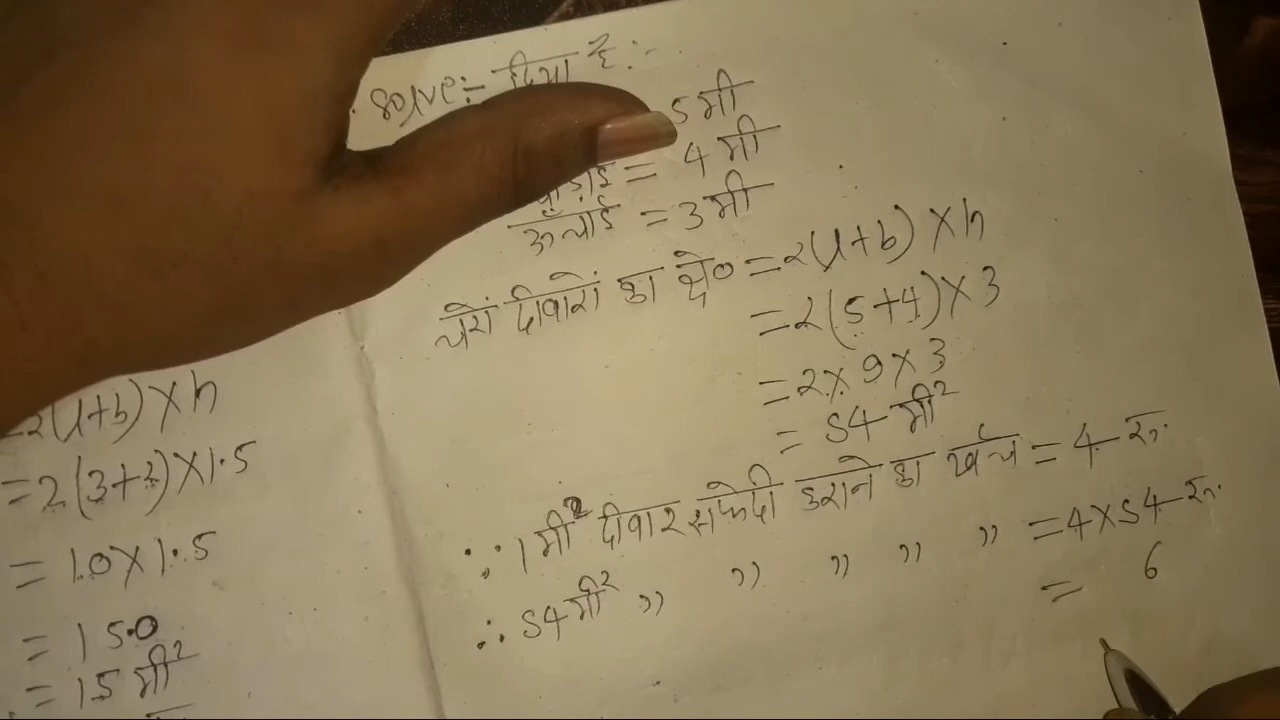 = 2(l+b) × h
= 2(3+2) × 1.5
= 10 × 1.5
= 15.0
= 15 मी²
solve:- दिया है:-
5 मी
= 4 मी
ऊँचाई = 3 मी
चारों दीवारों का क्षे० = 2(l+b) × h
= 2(5+4) × 3
= 2 × 9 × 3
= 54 मी²
∵ 1 मी² दीवार सफेदी कराने का खर्च = 4 रु.
∴ 54 मी² ,, ,, ,, ,, ,, = 4 × 54 रु.
= 6